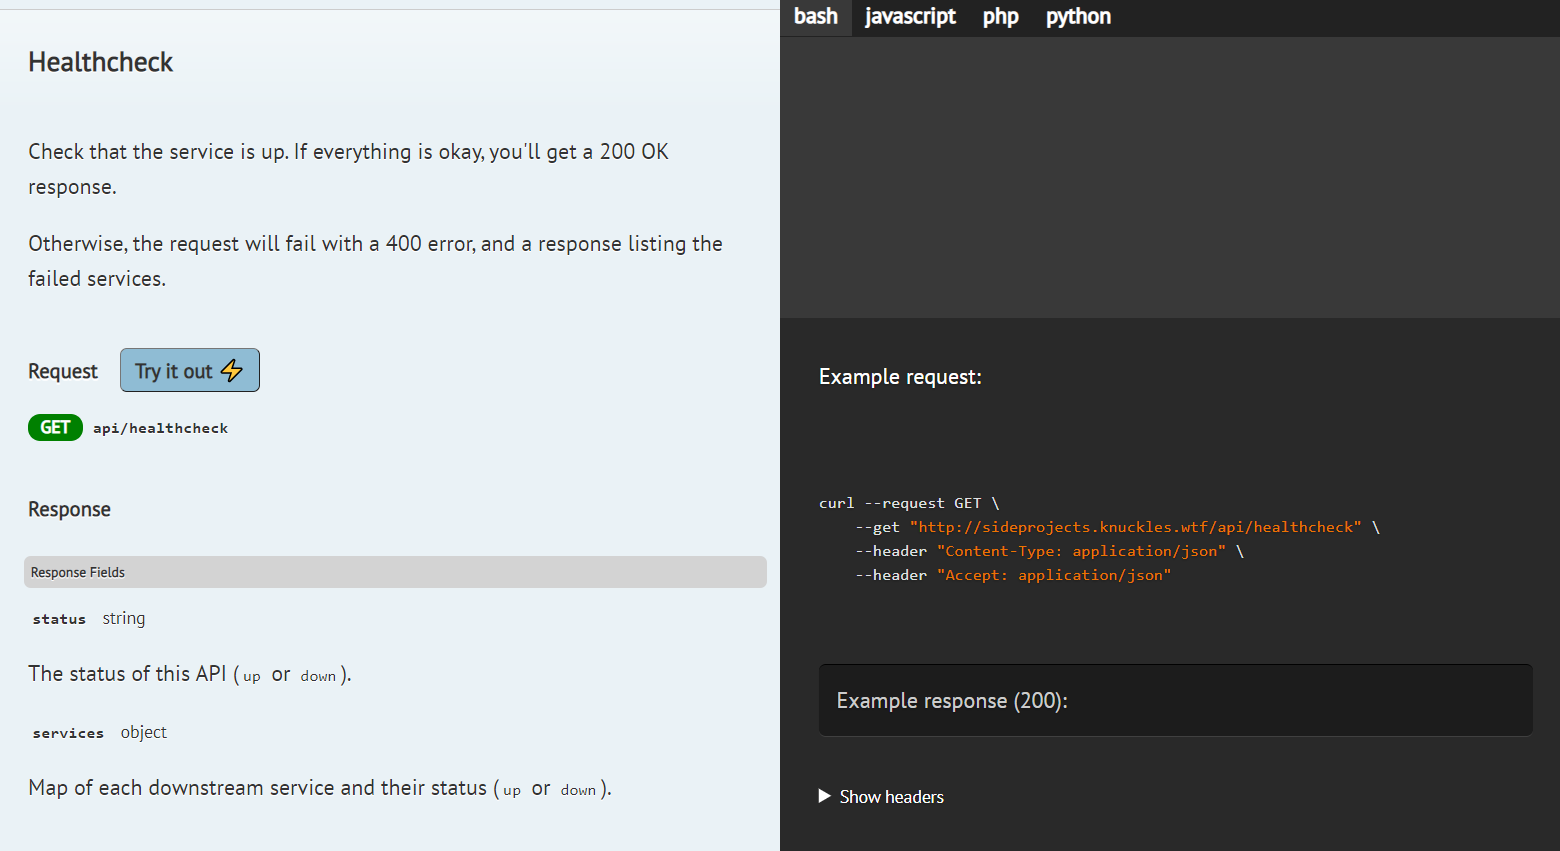 Healthcheck
Check that the service is up. If everything is okay, you'll get a 200 OK
response.
Otherwise, the request will fail with a 400 error, and a response listing the
failed services.
Request Try it out ⚡
GET api/healthcheck
Response
Response Fields
status string
The status of this API ( up or down ).
services object
Map of each downstream service and their status ( up or down ).
bash javascript php python
Example request:
curl --request GET \
    --get "http://sideprojects.knuckles.wtf/api/healthcheck" \
    --header "Content-Type: application/json" \
    --header "Accept: application/json"
Example response (200):
▶ Show headers